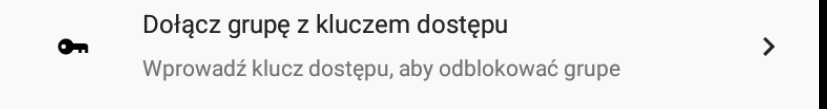 Dołącz grupę z kluczem dostępu
Wprowadź klucz dostępu, aby odblokować grupe